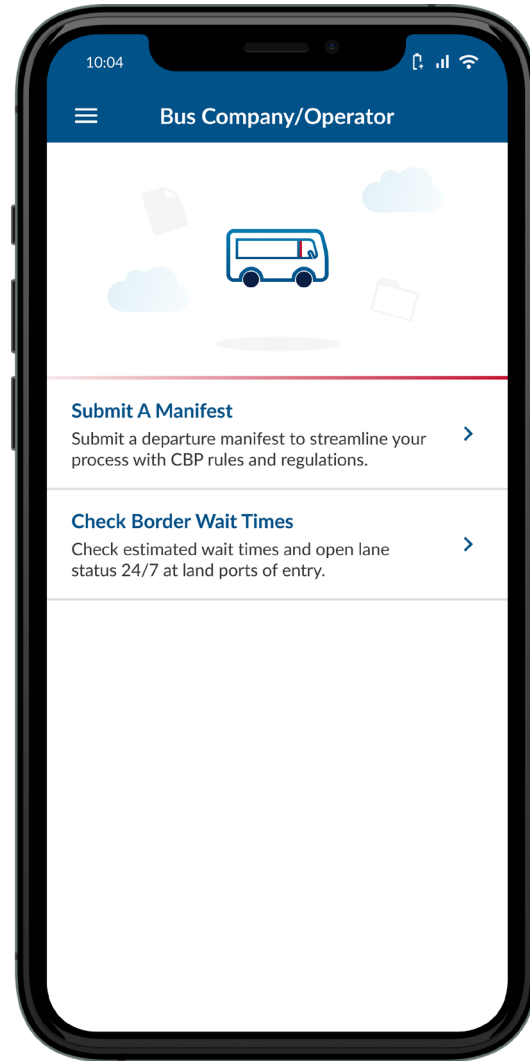 10:04
Bus Company/Operator
Submit A Manifest
Submit a departure manifest to streamline your
process with CBP rules and regulations.
Check Border Wait Times
Check estimated wait times and open lane
status 24/7 at land ports of entry.